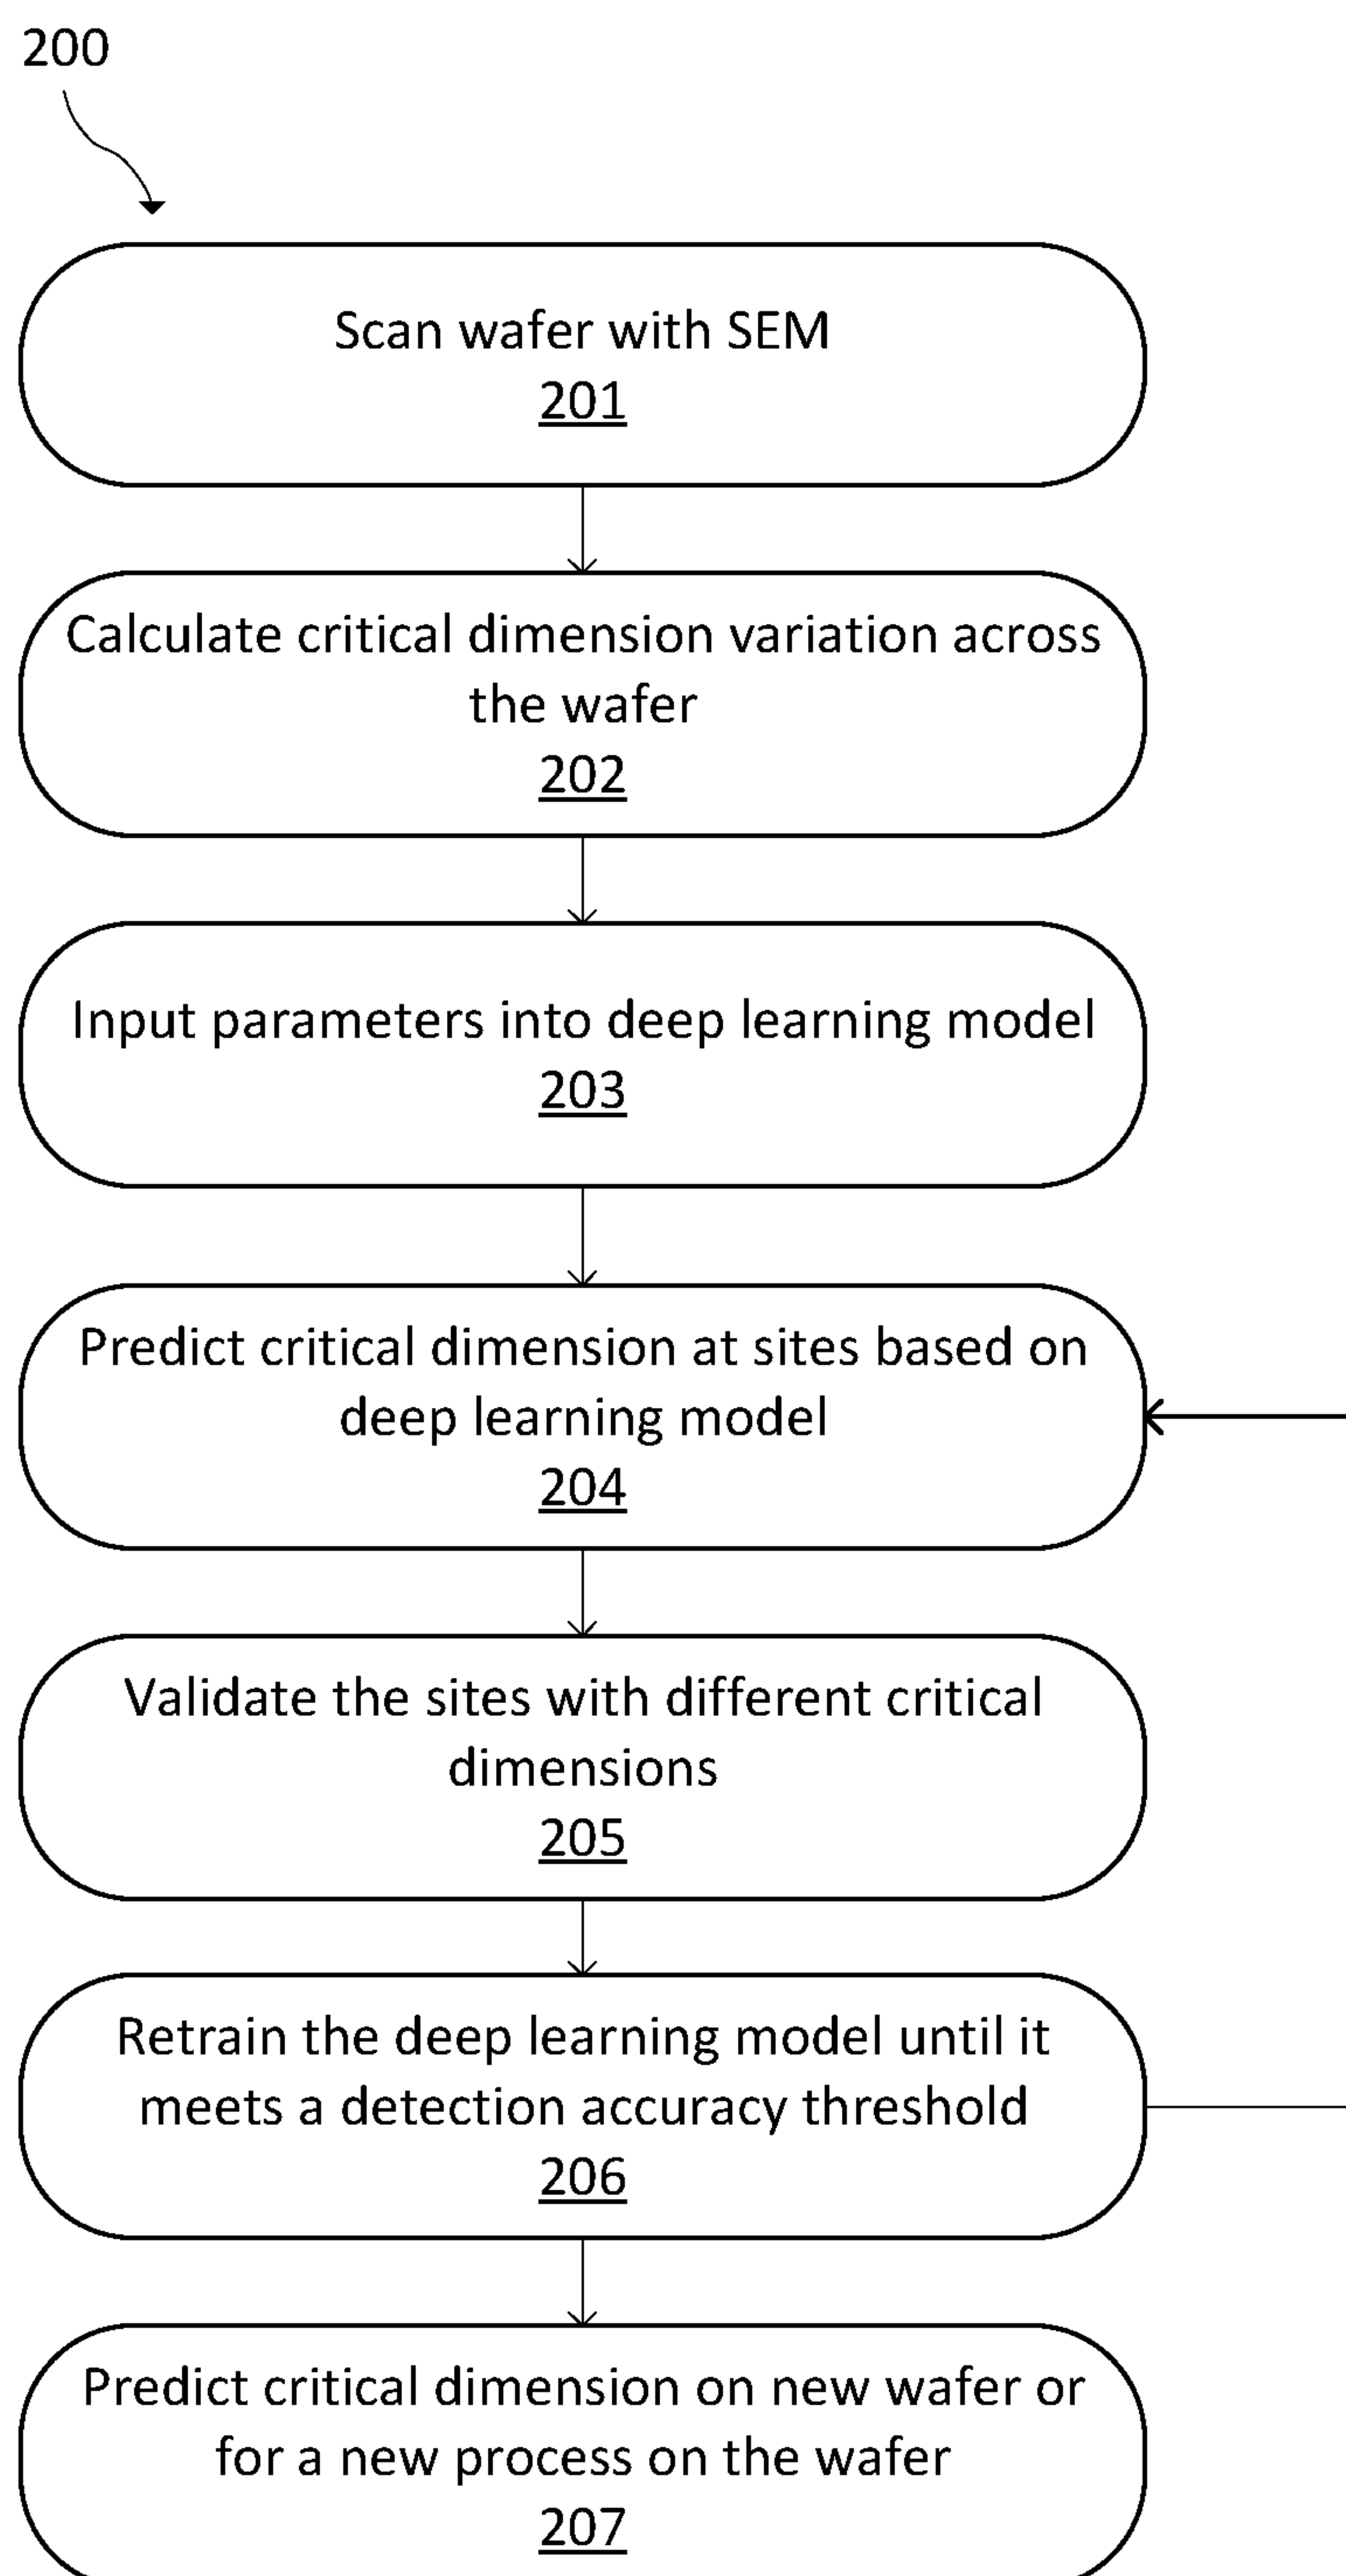 200
Scan wafer with SEM
201
Calculate critical dimension variation across
the wafer
202
Input parameters into deep learning model
203
Predict critical dimension at sites based on
deep learning model
204
Validate the sites with different critical
dimensions
205
Retrain the deep learning model until it
meets a detection accuracy threshold
206
Predict critical dimension on new wafer or
for a new process on the wafer
207